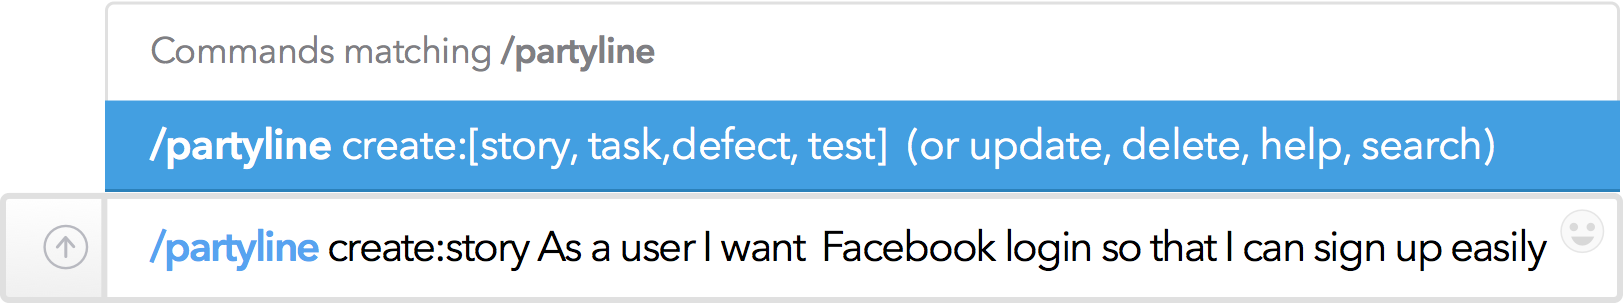 Commands matching /partyline
/partyline create:[story, task,defect, test]  (or update, delete, help, search)
/partyline create:story As a user I want  Facebook login so that I can sign up easily